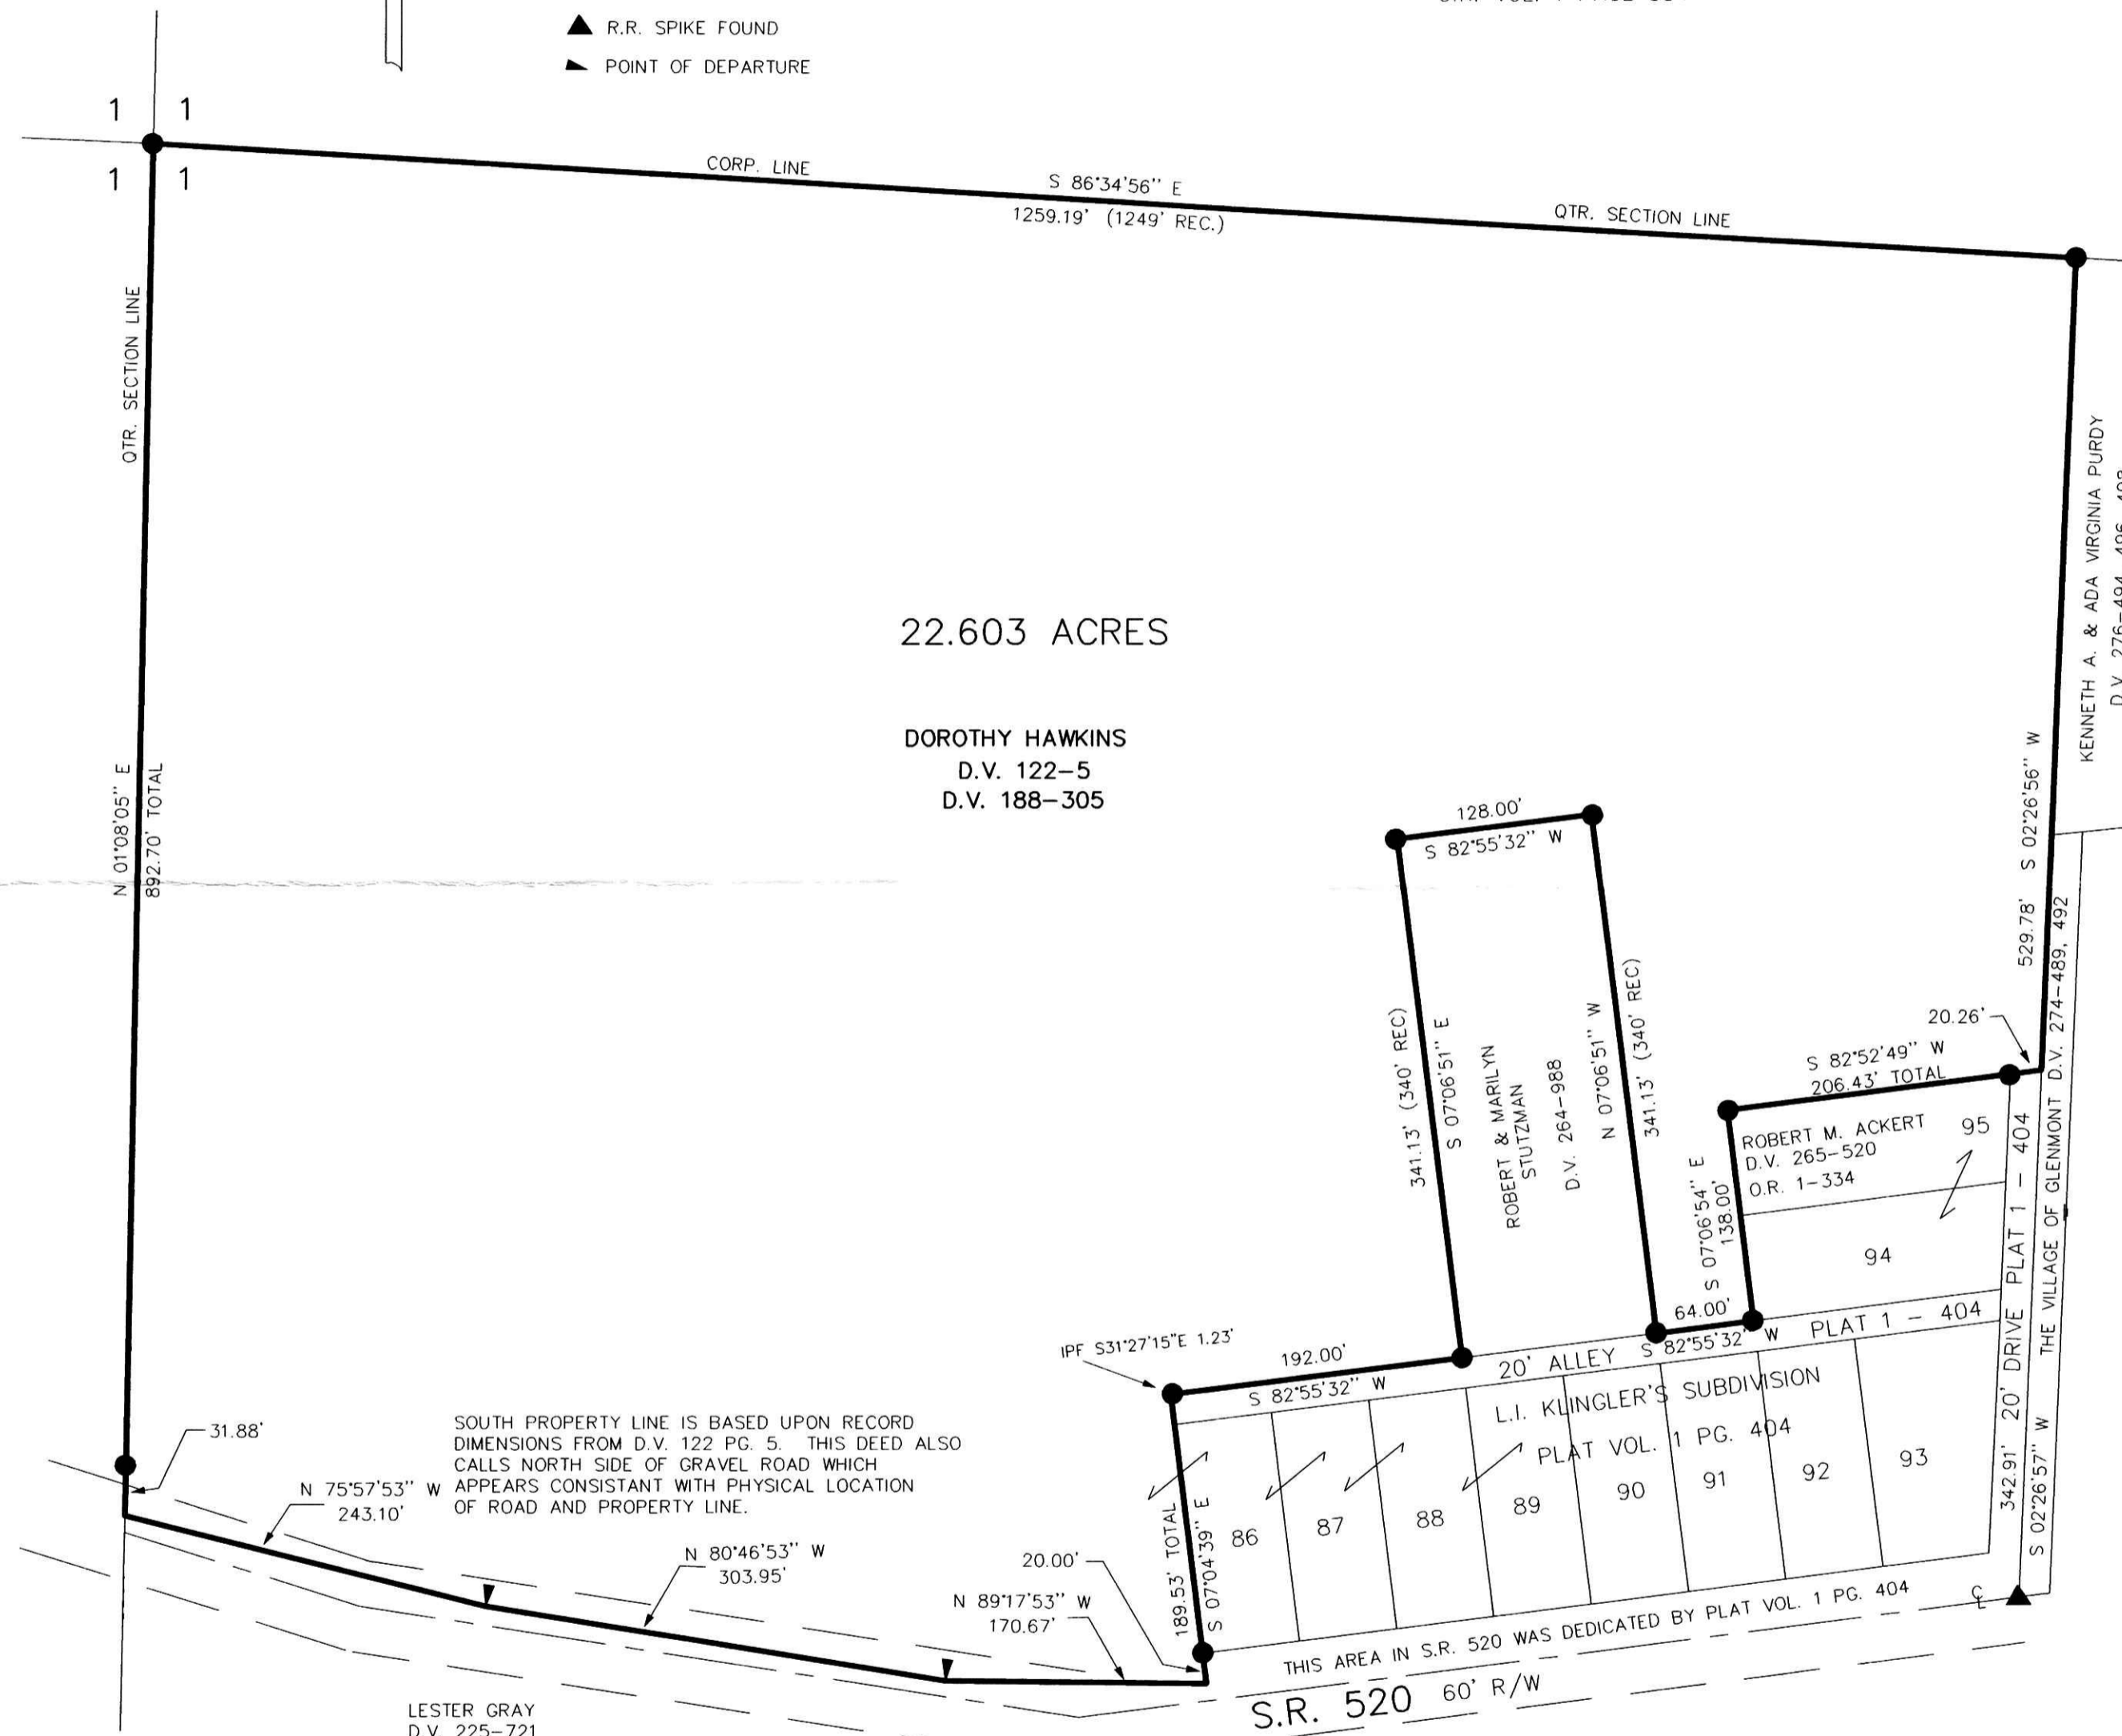 R.R. SPIKE FOUND
POINT OF DEPARTURE
1 1
1 1
CORP. LINE
S 86°34'56" E
1259.19' (1249' REC.)
QTR. SECTION LINE
QTR. SECTION LINE
N 01°08'05" E
892.70' TOTAL
22.603 ACRES
DOROTHY HAWKINS
D.V. 122-5
D.V. 188-305
KENNETH A. & ADA VIRGINIA PURDY
529.78' S 02°26'56" W
128.00'
S 82°55'32" W
341.13' (340' REC)
S 07°06'51" E
ROBERT & MARILYN
STUTZMAN
D.V. 264-988
N 07°06'51" W
341.13' (340' REC)
20.26'
S 82°52'49" W
206.43' TOTAL
ROBERT M. ACKERT
D.V. 265-520
O.R. 1-334
95
94
S 07°06'54" E
138.00'
64.00'
S 82°55'32" W
20' ALLEY
PLAT 1 - 404
342.91' 20' DRIVE PLAT 1 - 404
S 02°26'57" W THE VILLAGE OF GLENMONT D.V. 274-489, 492
IPF S31°27'15"E 1.23'
192.00'
S 82°55'32" W
L.I. KLINGLER'S SUBDIVISION
PLAT VOL. 1 PG. 404
86
87
88
89
90
91
92
93
189.53' TOTAL
S 07°04'39" E
31.88'
SOUTH PROPERTY LINE IS BASED UPON RECORD
DIMENSIONS FROM D.V. 122 PG. 5. THIS DEED ALSO
CALLS NORTH SIDE OF GRAVEL ROAD WHICH
APPEARS CONSISTANT WITH PHYSICAL LOCATION
OF ROAD AND PROPERTY LINE.
N 75°57'53" W
243.10'
N 80°46'53" W
303.95'
20.00'
N 89°17'53" W
170.67'
THIS AREA IN S.R. 520 WAS DEDICATED BY PLAT VOL. 1 PG. 404
S.R. 520 60' R/W
LESTER GRAY
D.V. 225-721